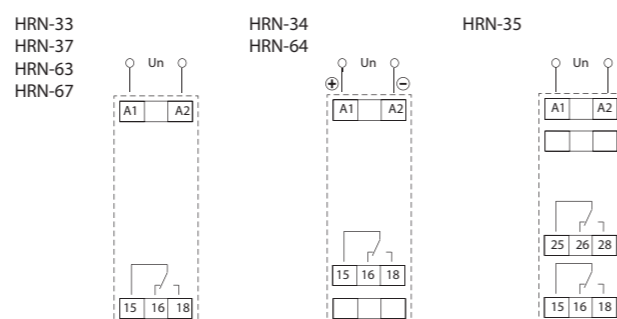 HRN-33
HRN-37
HRN-63
HRN-67
Un
A1 A2
15 16 18
HRN-34
HRN-64
Un
+ −
A1 A2
15 16 18
HRN-35
Un
A1 A2
25 26 28
15 16 18